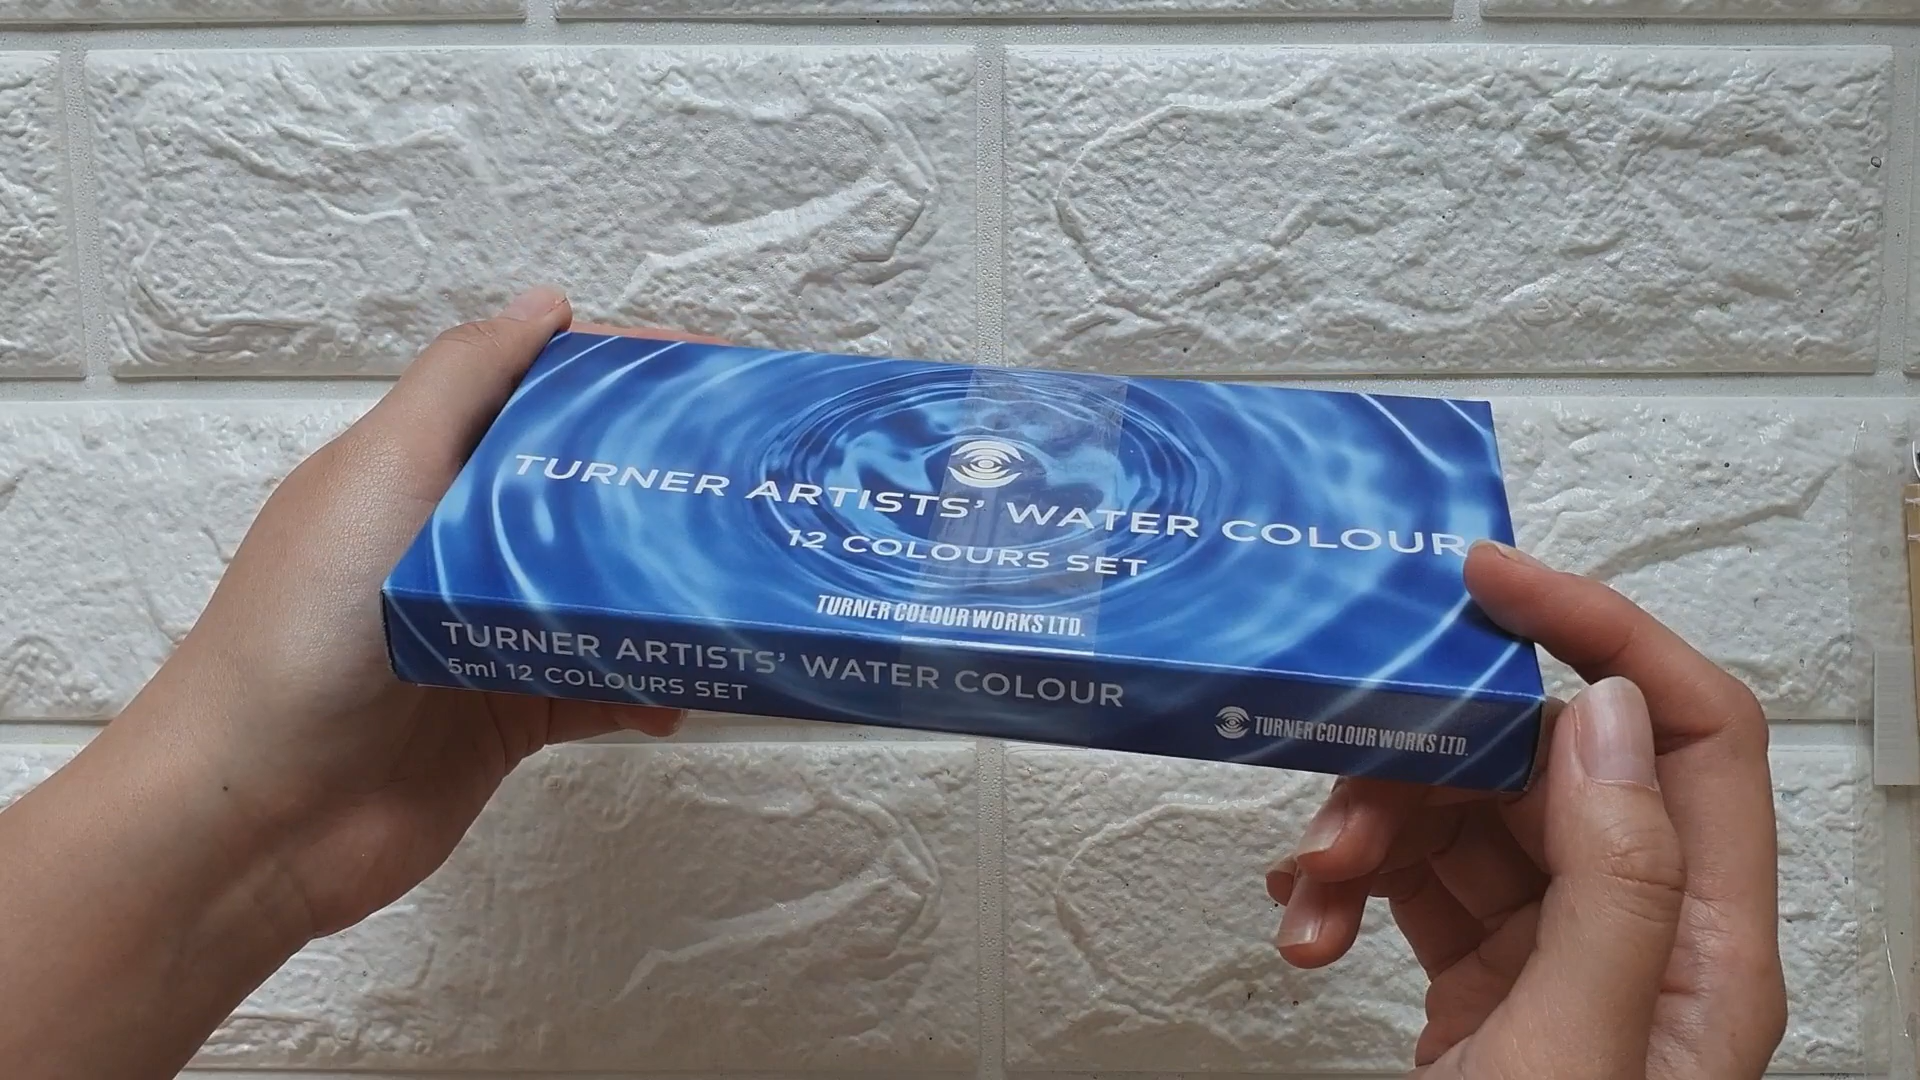 TURNER ARTISTS’ WATER COLOUR
12 COLOURS SET
TURNER COLOUR WORKS LTD.
TURNER ARTISTS’ WATER COLOUR
5ml 12 COLOURS SET
TURNER COLOUR WORKS LTD.